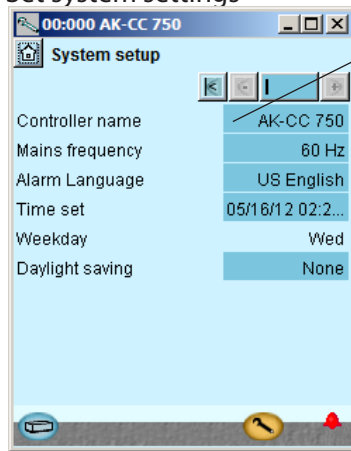 Set system settings
00:000 AK-CC 750
System setup
Controller name AK-CC 750
Mains frequency 60 Hz
Alarm Language US English
Time set 05/16/12 02:2...
Weekday Wed
Daylight saving None